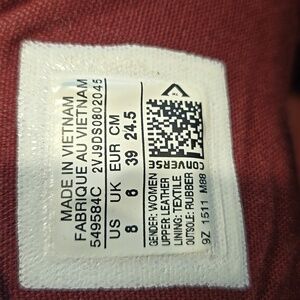 MADE IN VIETNAM
FABRIQUE AU VIETNAM
549584C 2VJ9DS0802045
US UK EUR CM
8 6 39 24.5
CONVERSE
GENDER: WOMEN
UPPER: LEATHER
LINING: TEXTILE
OUTSOLE: RUBBER
9Z 1511 M88